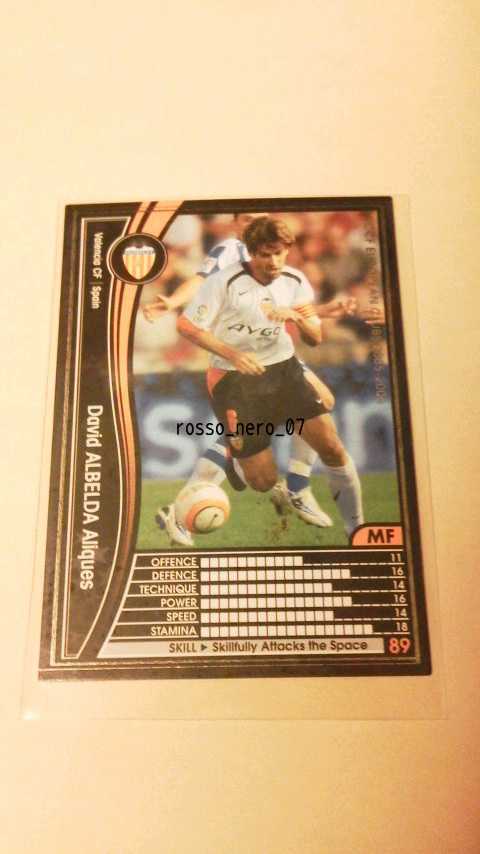 Valencia CF | Spain
David ALBELDA Aliques
AYGO
rosso_nero_07
MF
OFFENCE 11
DEFENCE 16
TECHNIQUE 14
POWER 16
SPEED 14
STAMINA 18
SKILL ▶ Skillfully Attacks the Space 89